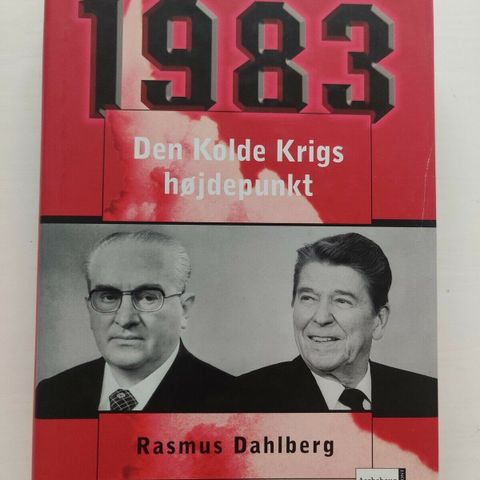 1983
Den Kolde Krigs
højdepunkt
Rasmus Dahlberg